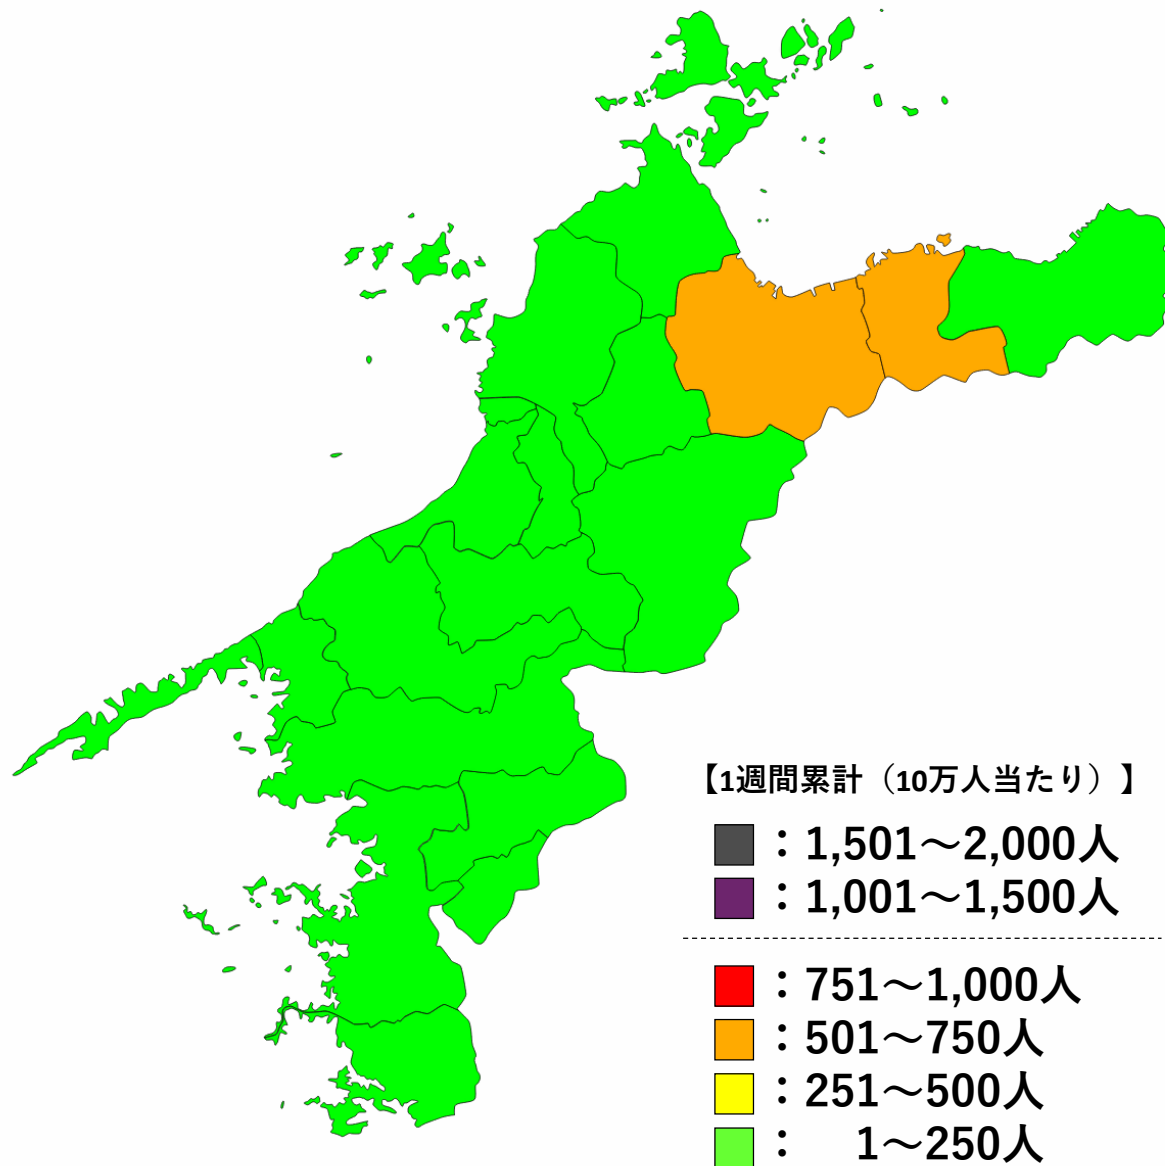 【1週間累計（10万人当たり）】
：1,501～2,000人
：1,001～1,500人
：751～1,000人
：501～750人
：251～500人
：　1～250人